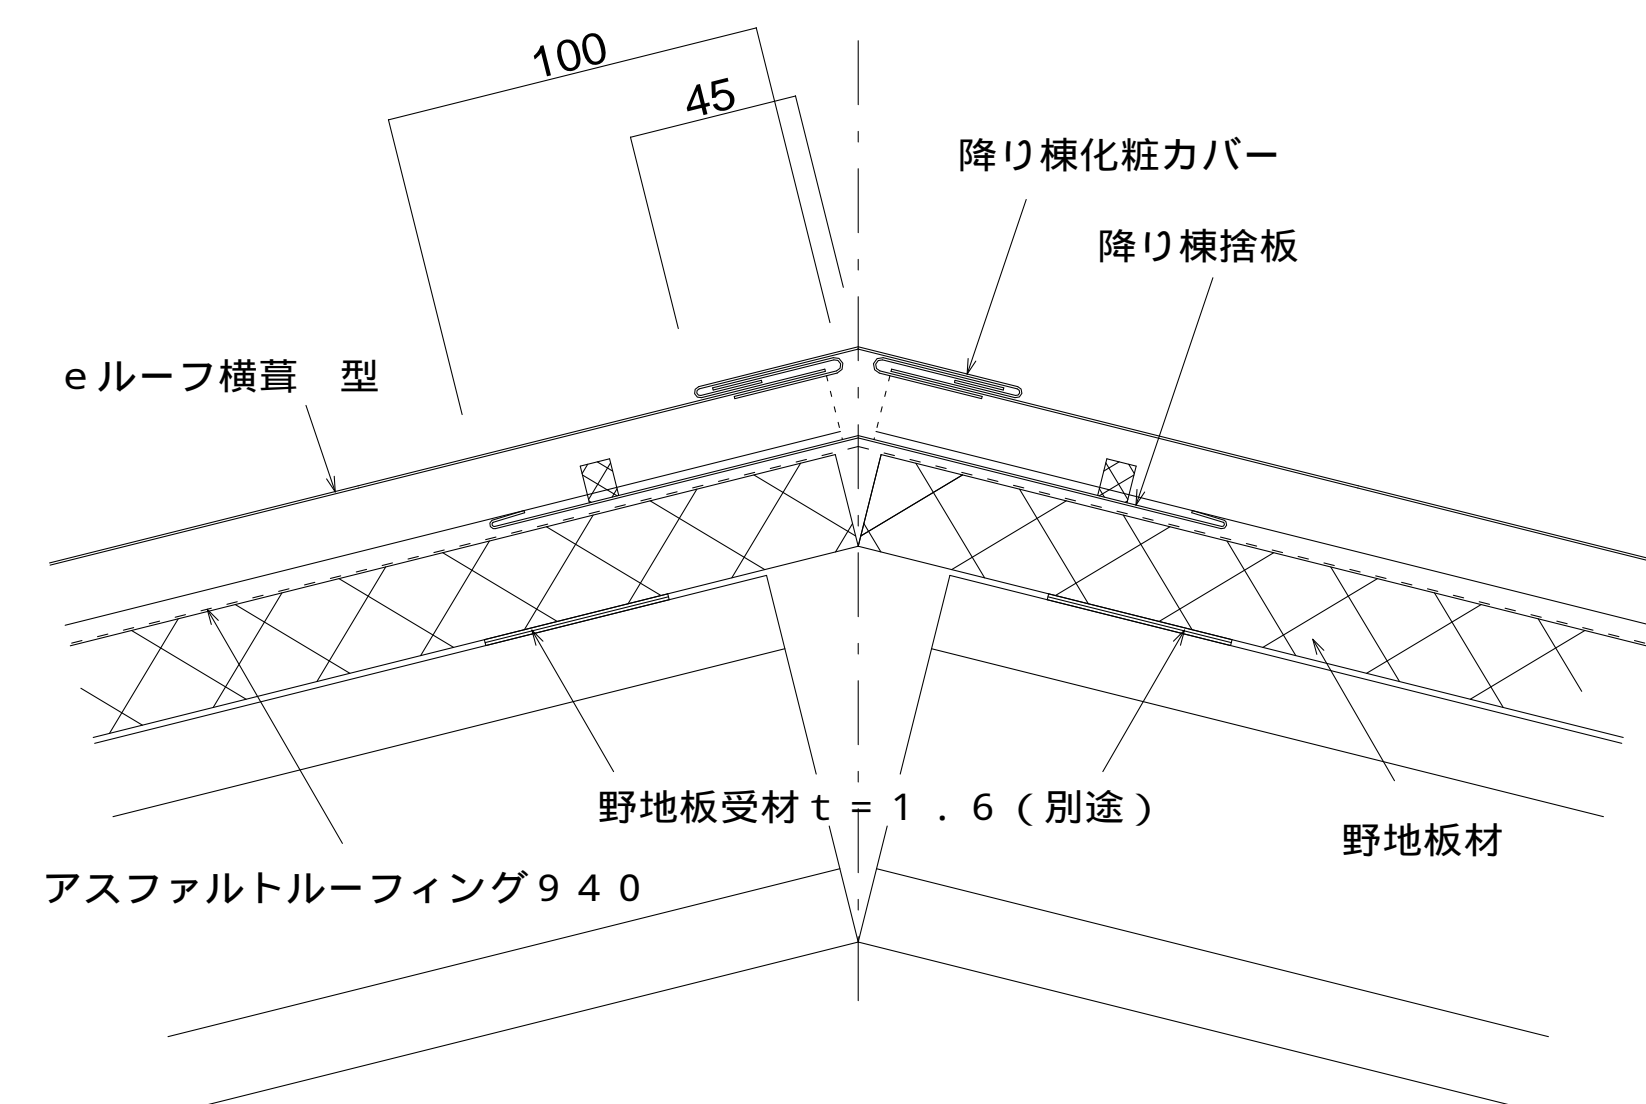 100
45
降り棟化粧カバー
降り棟捨板
eルーフ横葺　型
野地板受材t=1.6(別途)
野地板材
アスファルトルーフィング940